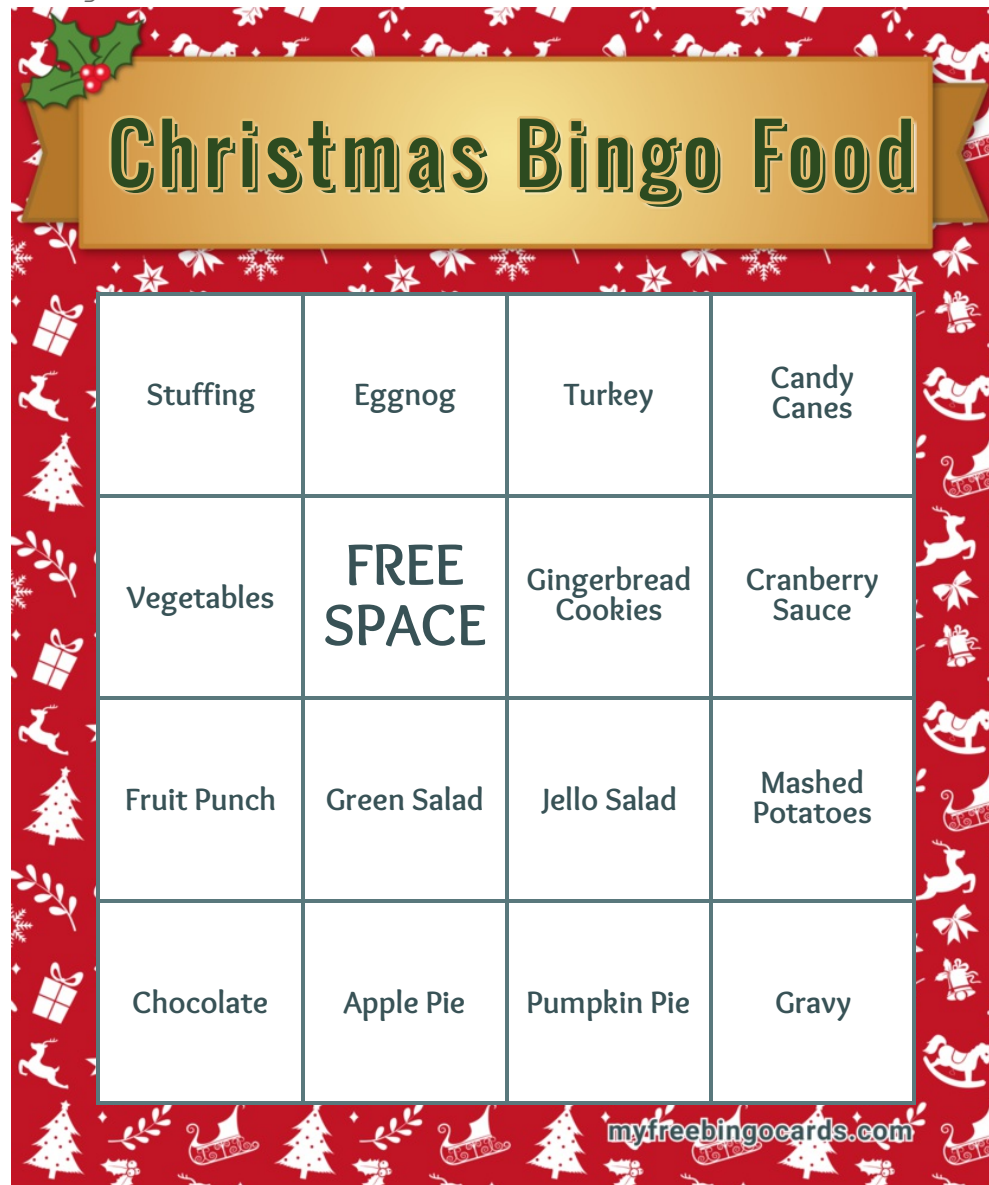 Christmas Bingo Food
Stuffing
Eggnog
Turkey
Candy
Canes
Vegetables
FREE
SPACE
Gingerbread
Cookies
Cranberry
Sauce
Fruit Punch
Green Salad
Jello Salad
Mashed
Potatoes
Chocolate
Apple Pie
Pumpkin Pie
Gravy
myfreebingocards.com